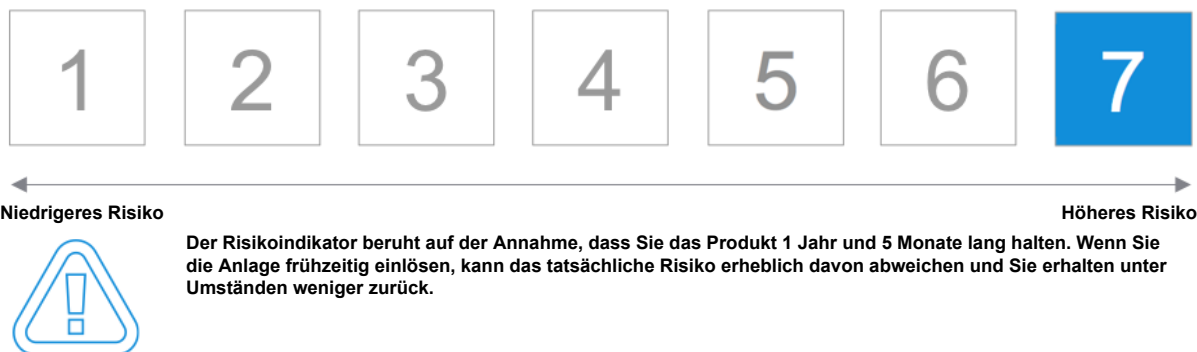 1 2 3 4 5 6 7
Niedrigeres Risiko Höheres Risiko
Der Risikoindikator beruht auf der Annahme, dass Sie das Produkt 1 Jahr und 5 Monate lang halten. Wenn Sie
die Anlage frühzeitig einlösen, kann das tatsächliche Risiko erheblich davon abweichen und Sie erhalten unter
Umständen weniger zurück.